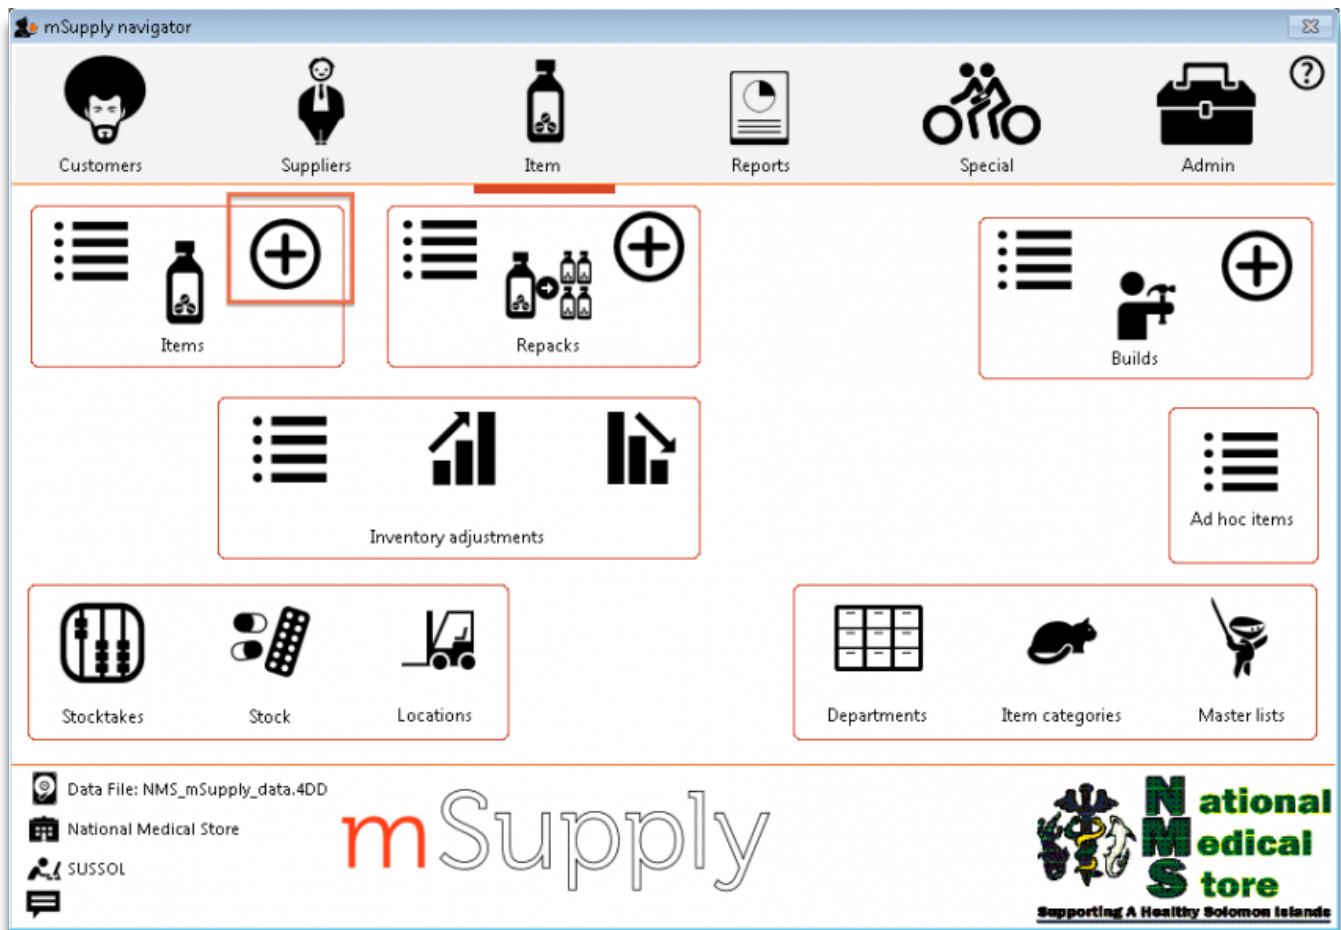 mSupply navigator
?
Customers
Suppliers
Item
Reports
Special
Admin
Items
Repacks
Builds
Inventory adjustments
Ad hoc items
Stocktakes
Stock
Locations
Departments
Item categories
Master lists
Data File: NMS_mSupply_data.4DD
National Medical Store
SUSSOL
mSupply
National
Medical
Store
Supporting A Healthy Solomon Islands